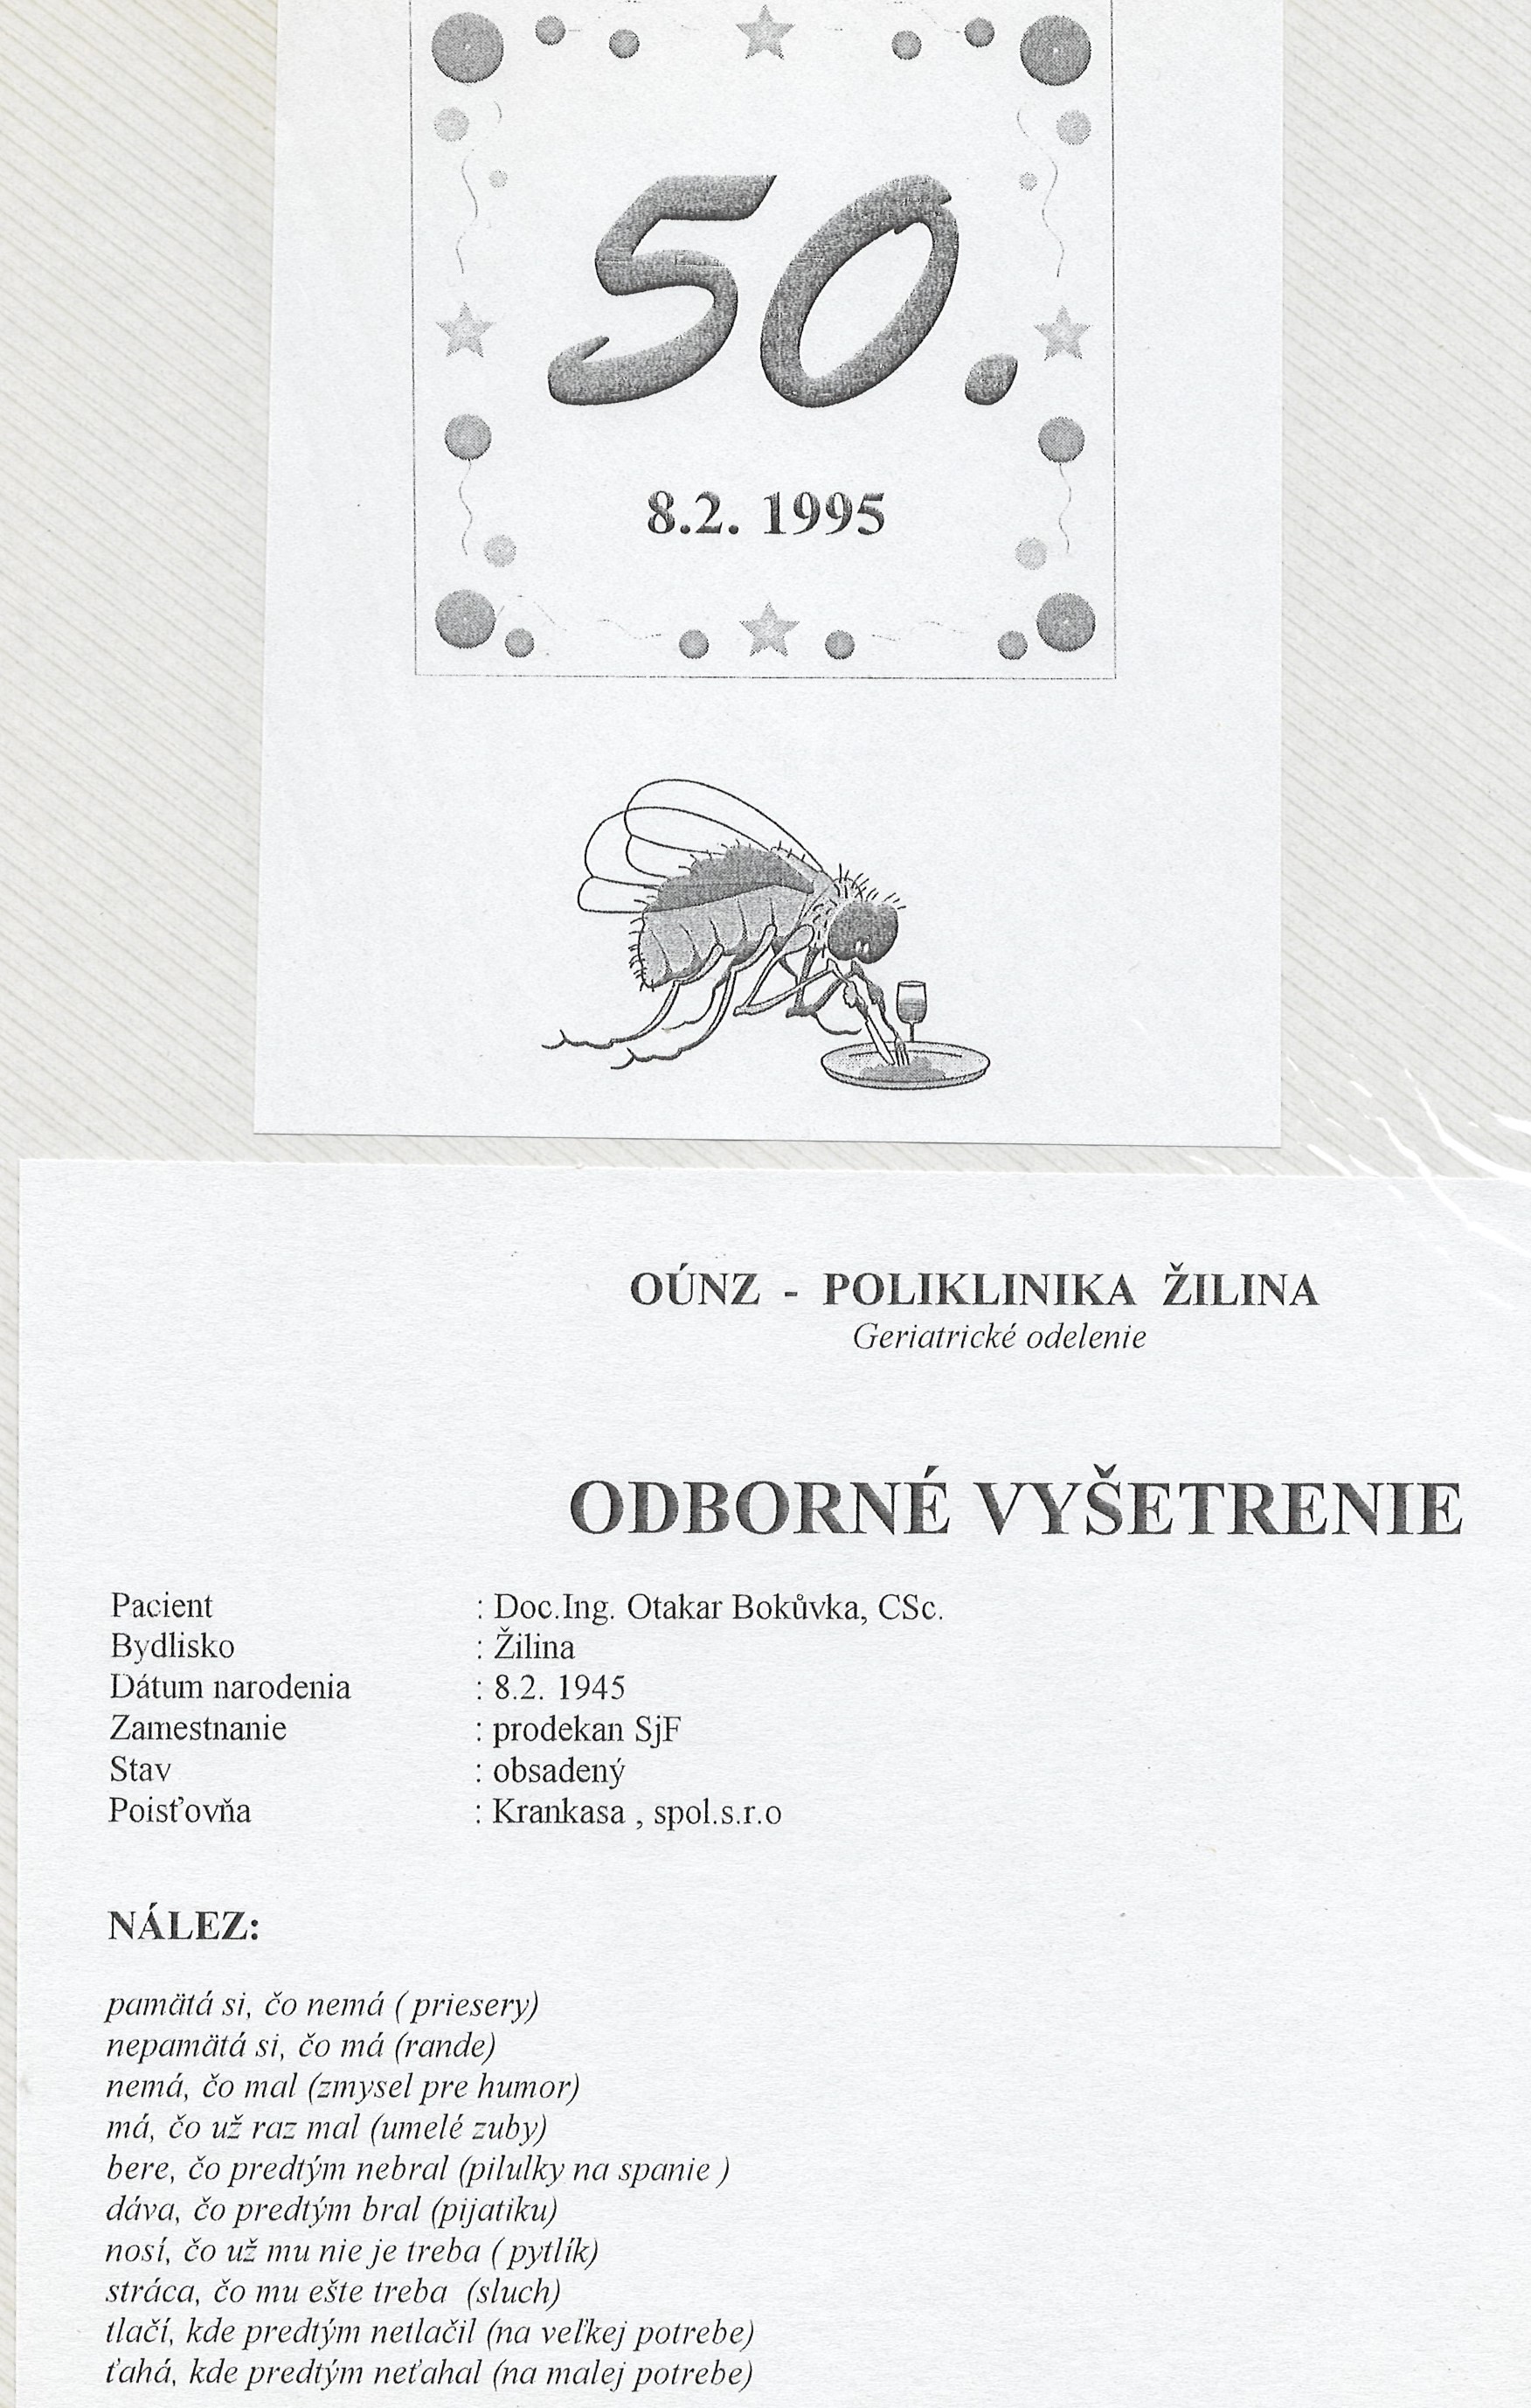 50.
8.2. 1995
OÚNZ - POLIKLINIKA ŽILINA
Geriatrické odelenie
ODBORNÉ VYŠETRENIE
Pacient : Doc.Ing. Otakar Bokůvka, CSc.
Bydlisko : Žilina
Dátum narodenia : 8.2. 1945
Zamestnanie : prodekan SjF
Stav : obsadený
Poisťovňa : Krankasa , spol.s.r.o
NÁLEZ:
pamätá si, čo nemá ( priesery)
nepamätá si, čo má (rande)
nemá, čo mal (zmysel pre humor)
má, čo už raz mal (umelé zuby)
bere, čo predtým nebral (pilulky na spanie )
dáva, čo predtým bral (pijatiku)
nosí, čo už mu nie je treba ( pytlík)
stráca, čo mu ešte treba (sluch)
tlačí, kde predtým netlačil (na veľkej potrebe)
ťahá, kde predtým neťahal (na malej potrebe)